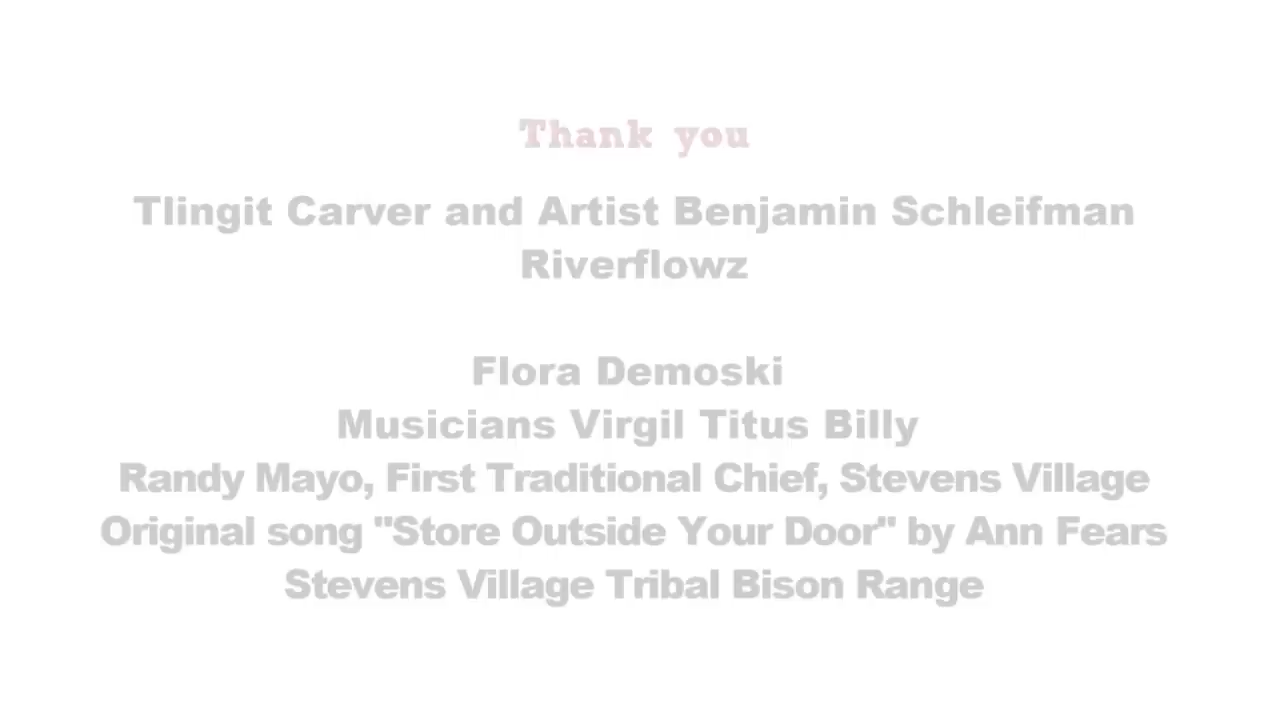 Thank you
Tlingit Carver and Artist Benjamin Schleifman
Riverflowz
Flora Demoski
Musicians Virgil Titus Billy
Randy Mayo, First Traditional Chief, Stevens Village
Original song "Store Outside Your Door" by Ann Fears
Stevens Village Tribal Bison Range